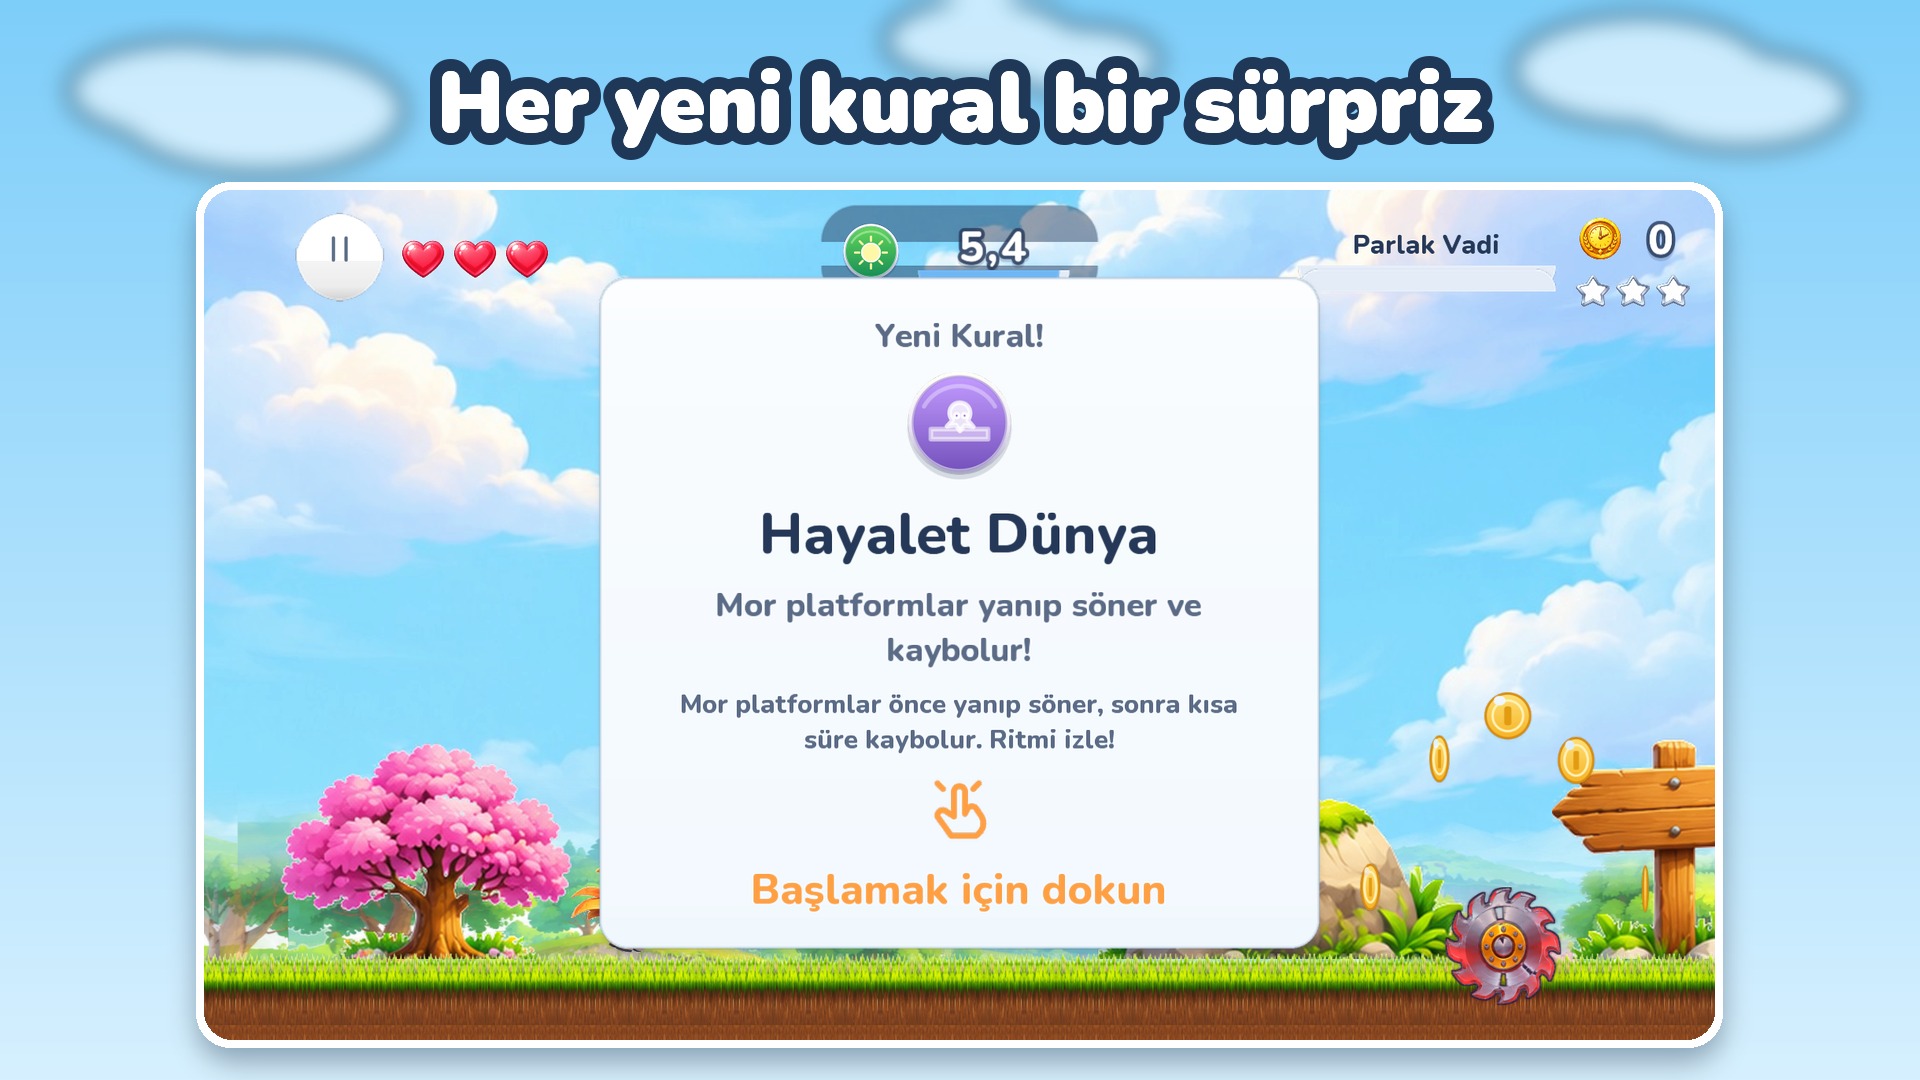 Her yeni kural bir sürpriz
5,4
Parlak Vadi
0
Yeni Kural!
Hayalet Dünya
Mor platformlar yanıp söner ve
kaybolur!
Mor platformlar önce yanıp söner, sonra kısa
süre kaybolur. Ritmi izle!
Başlamak için dokun